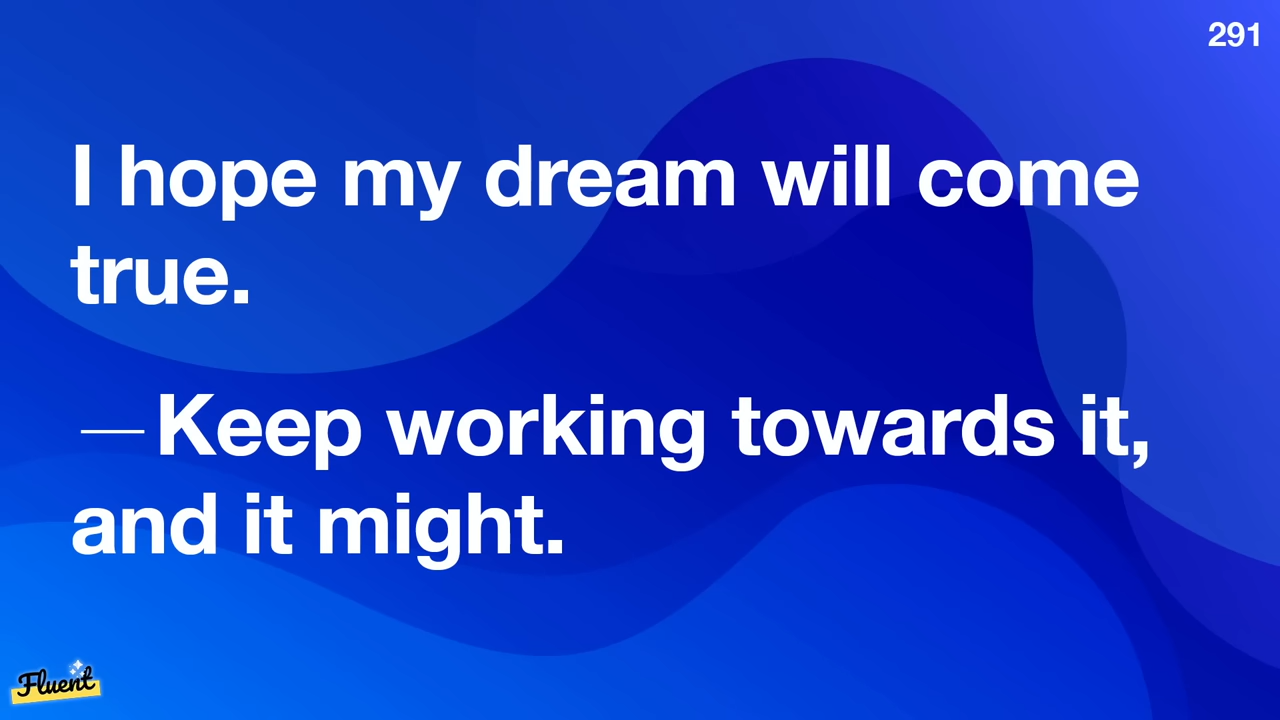 291
I hope my dream will come
true.
—Keep working towards it,
and it might.
Fluent